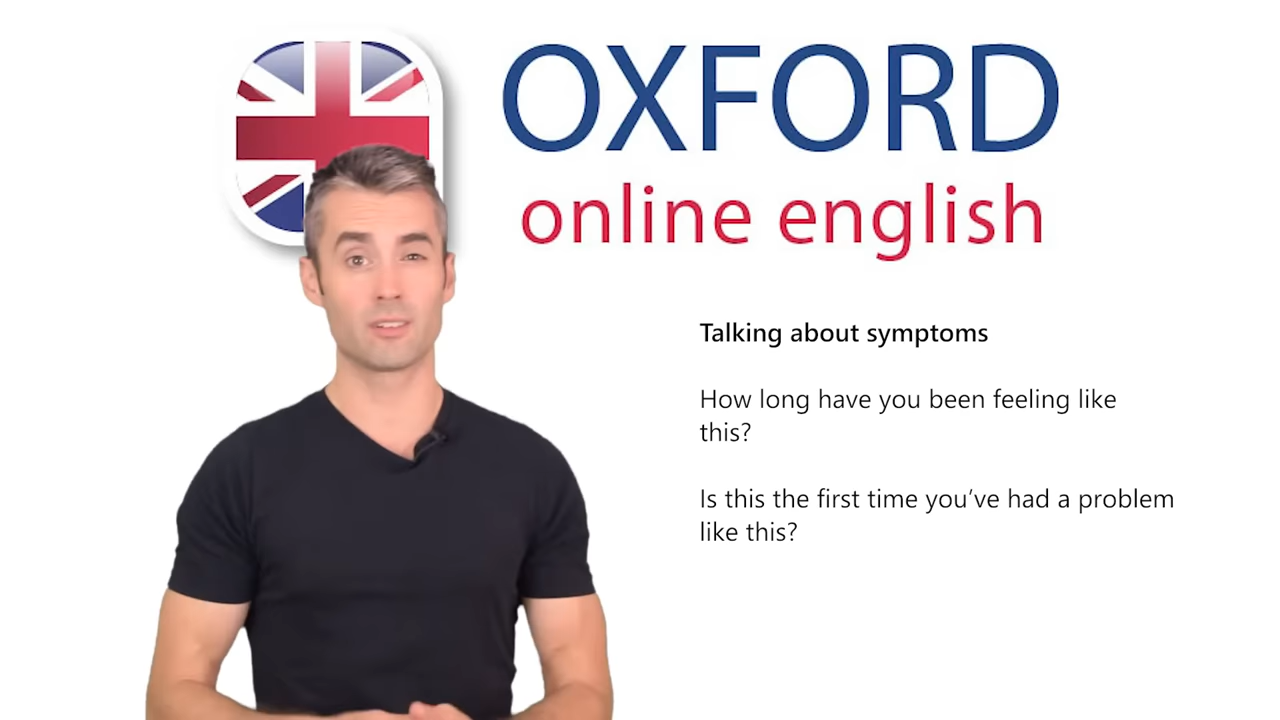 OXFORD
online english
Talking about symptoms
How long have you been feeling like
this?
Is this the first time you’ve had a problem
like this?